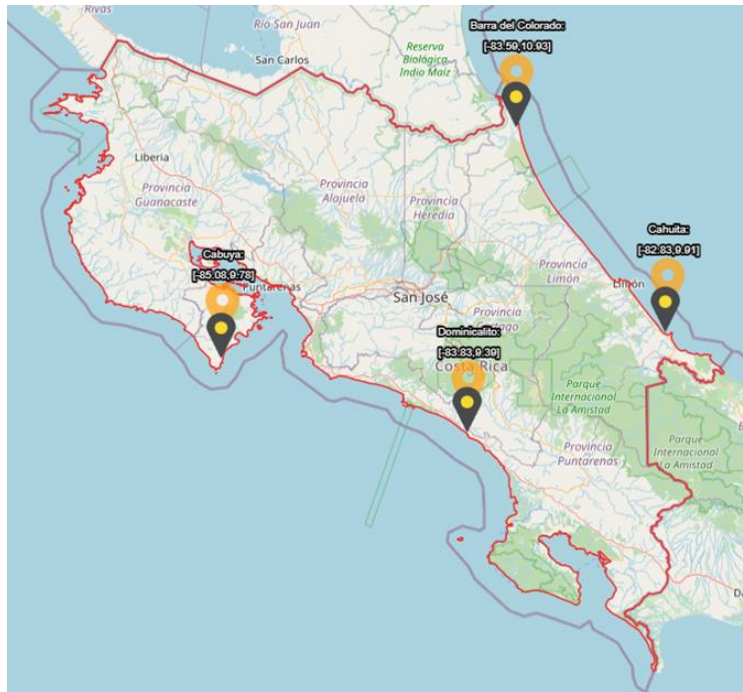 Rivas
Río San Juan
San Carlos
Reserva
Biológica
Indio Maíz
Barra del Colorado:
[-83.59,10.93]
Liberia
Provincia
Guanacaste
Provincia
Alajuela
Provincia
Heredia
Cabuya:
[-85.08,9.78]
Puntarenas
San José
Provincia
Limón
Limón
Cahuita:
[-82.83,9.91]
Provincia
Dominicalito:
[-83.83,9.39]
Costa Rica
Parque
Internacional
La Amistad
Provincia
Puntarenas
Parque
Internacional
La Amistad